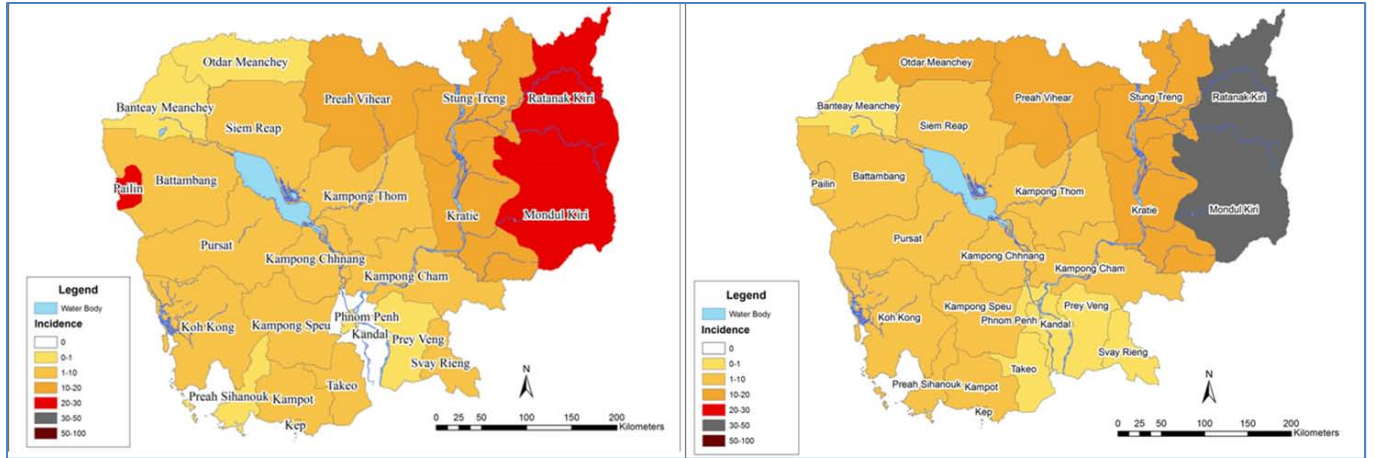 Otdar Meanchey
Banteay Meanchey
Preah Vihear
Stung Treng
Ratanak Kiri
Siem Reap
Pailin
Battambang
Kampong Thom
Kratie
Mondul Kiri
Pursat
Kampong Chhnang
Kampong Cham
Koh Kong
Kampong Speu
Phnom Penh
Kandal
Prey Veng
Svay Rieng
Takeo
Preah Sihanouk
Kampot
Kep
Legend
Water Body
Incidence
0
0-1
1-10
10-20
20-30
30-50
50-100
N
0 25 50 100 150 200
Kilometers
Otdar Meanchey
Banteay Meanchey
Preah Vihear
Stung Treng
Ratanak Kiri
Siem Reap
Pailin
Battambang
Kampong Thom
Kratie
Mondul Kiri
Pursat
Kampong Chhnang
Kampong Cham
Koh Kong
Kampong Speu
Phnom Penh
Kandal
Prey Veng
Svay Rieng
Takeo
Preah Sihanouk
Kampot
Kep
Legend
Water Body
Incidence
0
0-1
1-10
10-20
20-30
30-50
50-100
N
0 25 50 100 150 200
Kilometers